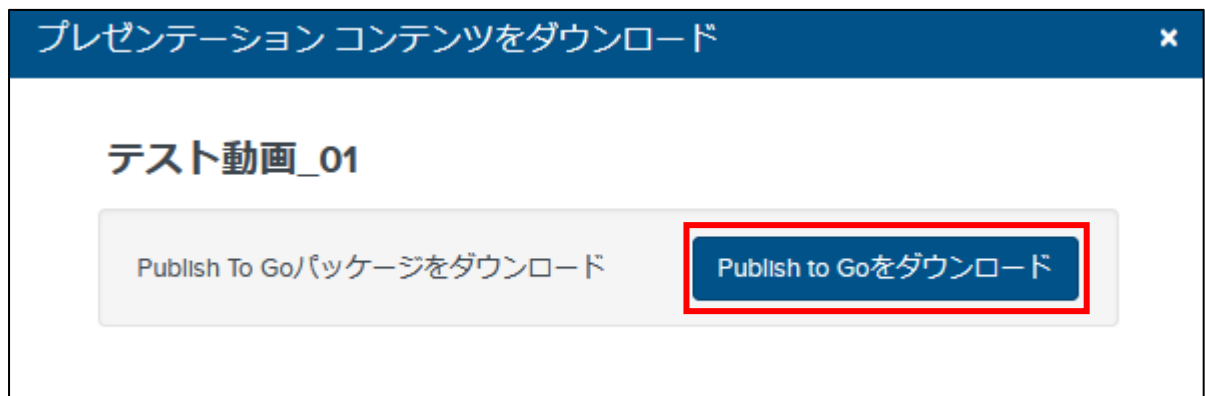 プレゼンテーション コンテンツをダウンロード ×
テスト動画_01
Publish To Goパッケージをダウンロード Publish to Goをダウンロード